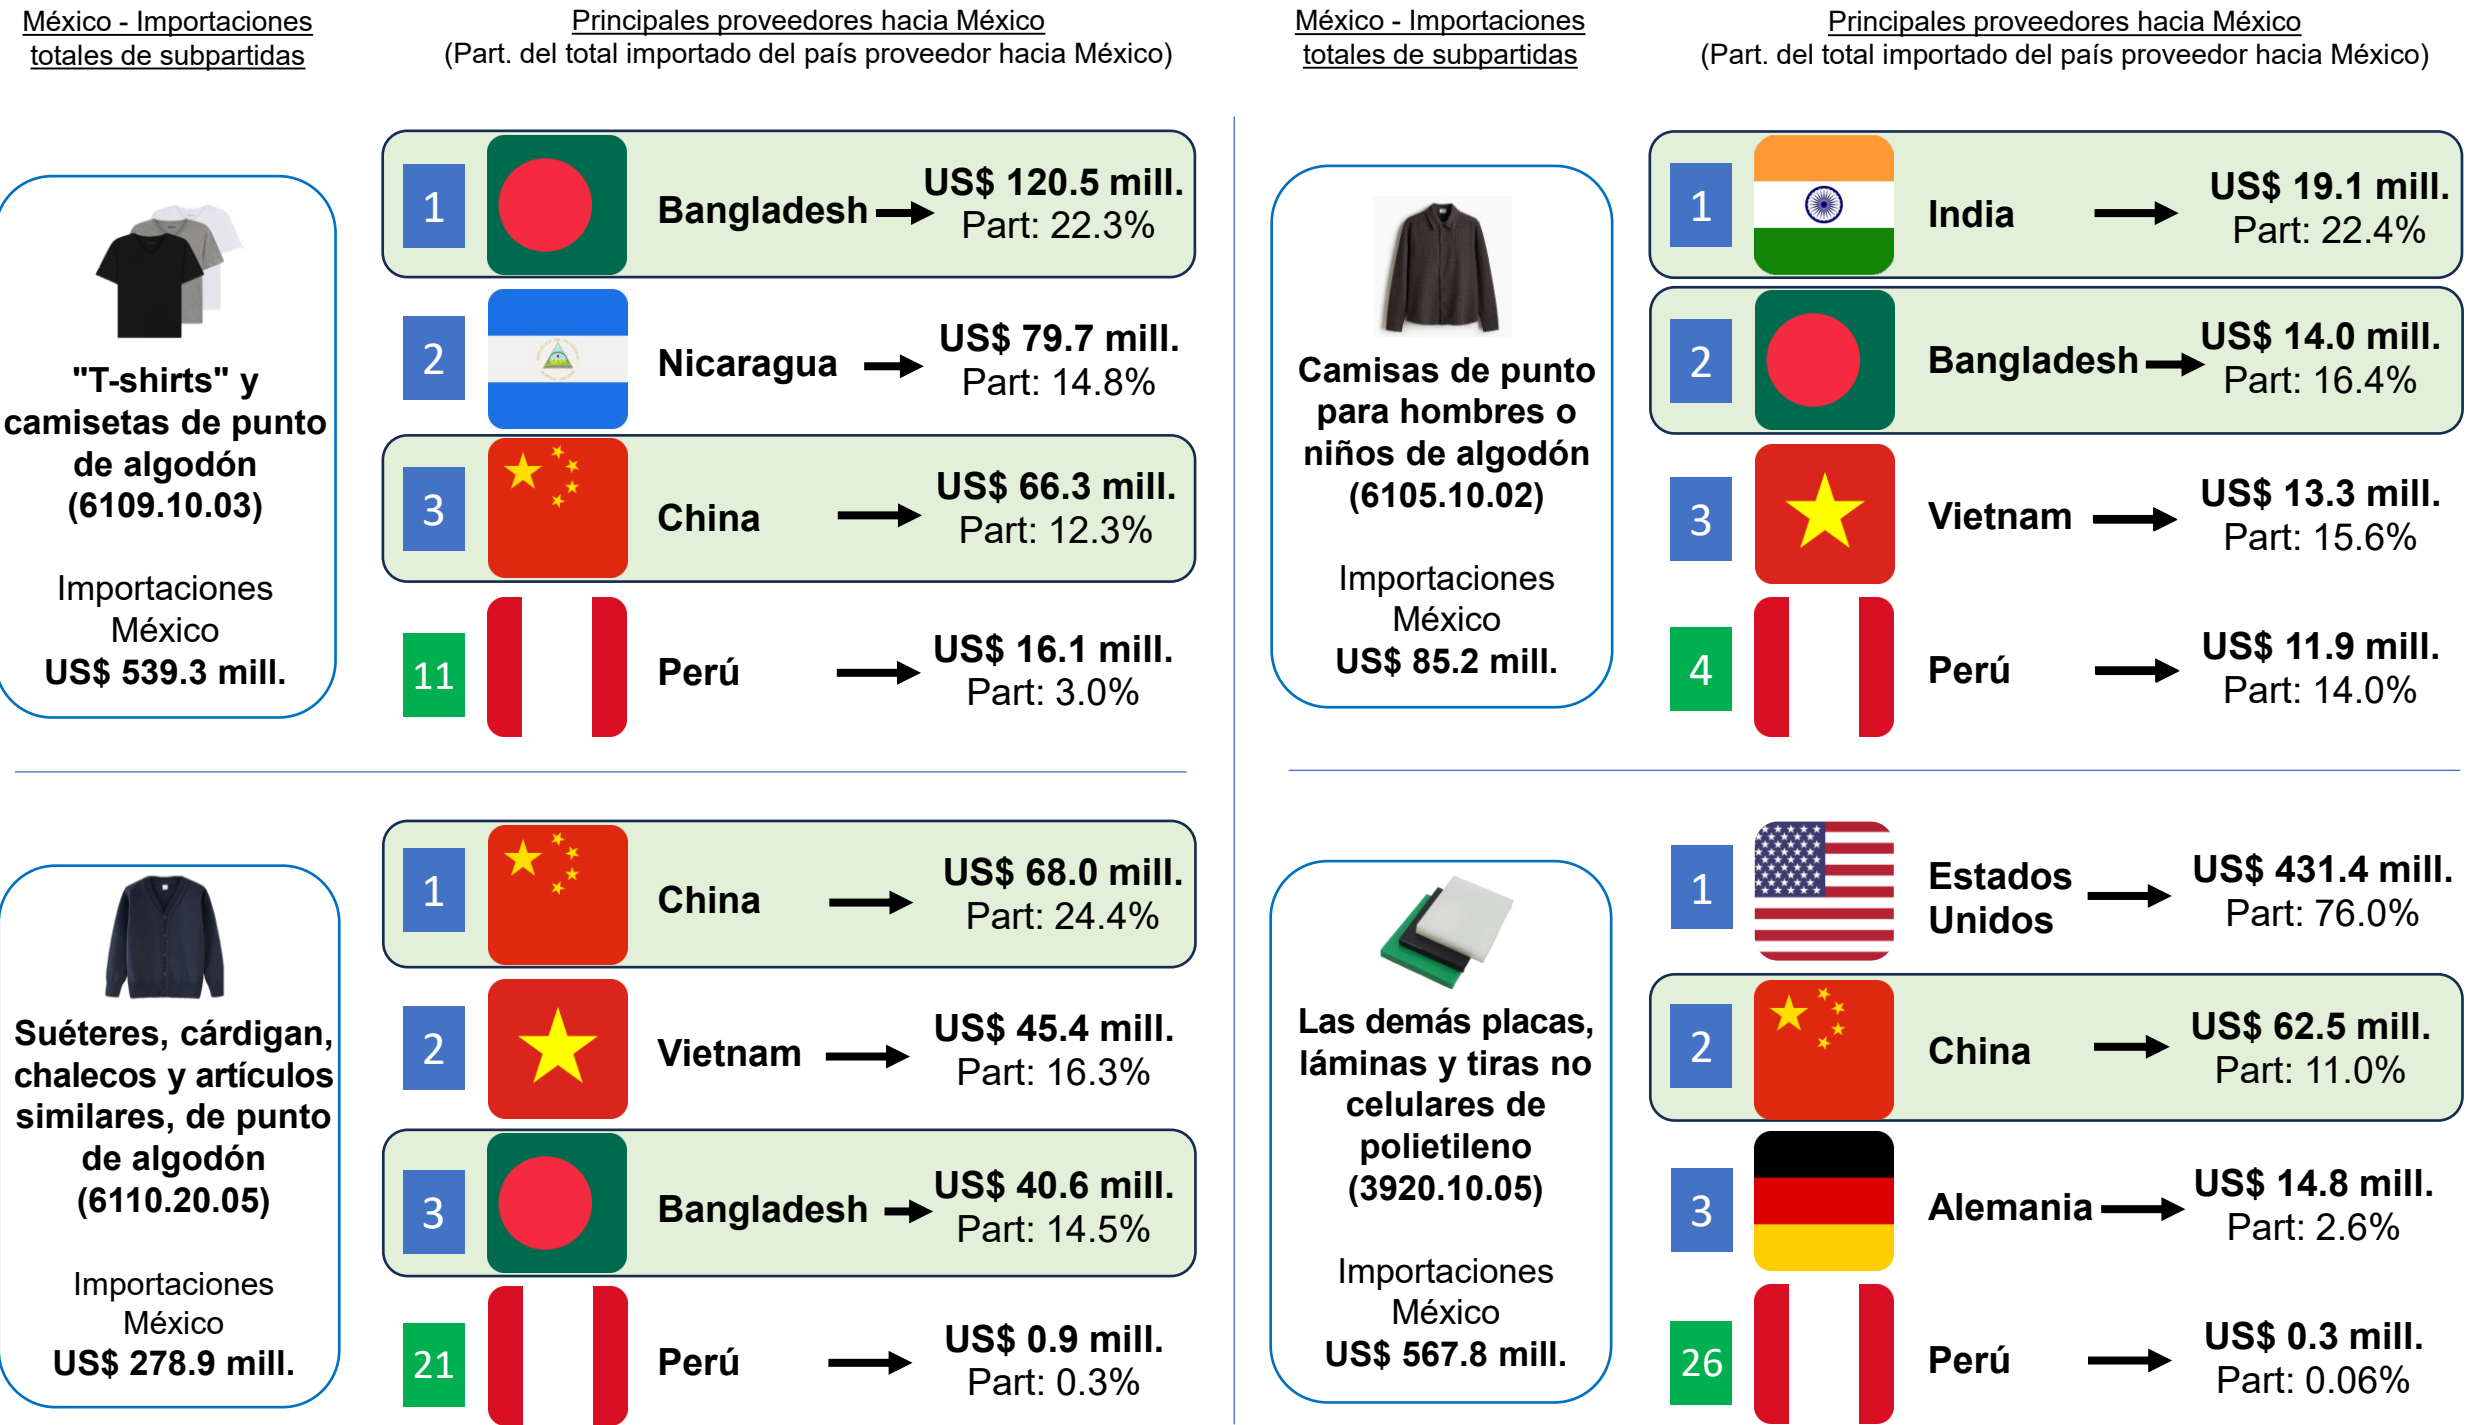 México - Importaciones
totales de subpartidas
Principales proveedores hacia México
(Part. del total importado del país proveedor hacia México)
"T-shirts" y
camisetas de punto
de algodón
(6109.10.03)
Importaciones
México
US$ 539.3 mill.
1
Bangladesh
US$ 120.5 mill.
Part: 22.3%
2
Nicaragua
US$ 79.7 mill.
Part: 14.8%
3
China
US$ 66.3 mill.
Part: 12.3%
11
Perú
US$ 16.1 mill.
Part: 3.0%
México - Importaciones
totales de subpartidas
Principales proveedores hacia México
(Part. del total importado del país proveedor hacia México)
Camisas de punto
para hombres o
niños de algodón
(6105.10.02)
Importaciones
México
US$ 85.2 mill.
1
India
US$ 19.1 mill.
Part: 22.4%
2
Bangladesh
US$ 14.0 mill.
Part: 16.4%
3
Vietnam
US$ 13.3 mill.
Part: 15.6%
4
Perú
US$ 11.9 mill.
Part: 14.0%
Suéteres, cárdigan,
chalecos y artículos
similares, de punto
de algodón
(6110.20.05)
Importaciones
México
US$ 278.9 mill.
1
China
US$ 68.0 mill.
Part: 24.4%
2
Vietnam
US$ 45.4 mill.
Part: 16.3%
3
Bangladesh
US$ 40.6 mill.
Part: 14.5%
21
Perú
US$ 0.9 mill.
Part: 0.3%
Las demás placas,
láminas y tiras no
celulares de
polietileno
(3920.10.05)
Importaciones
México
US$ 567.8 mill.
1
Estados
Unidos
US$ 431.4 mill.
Part: 76.0%
2
China
US$ 62.5 mill.
Part: 11.0%
3
Alemania
US$ 14.8 mill.
Part: 2.6%
26
Perú
US$ 0.3 mill.
Part: 0.06%